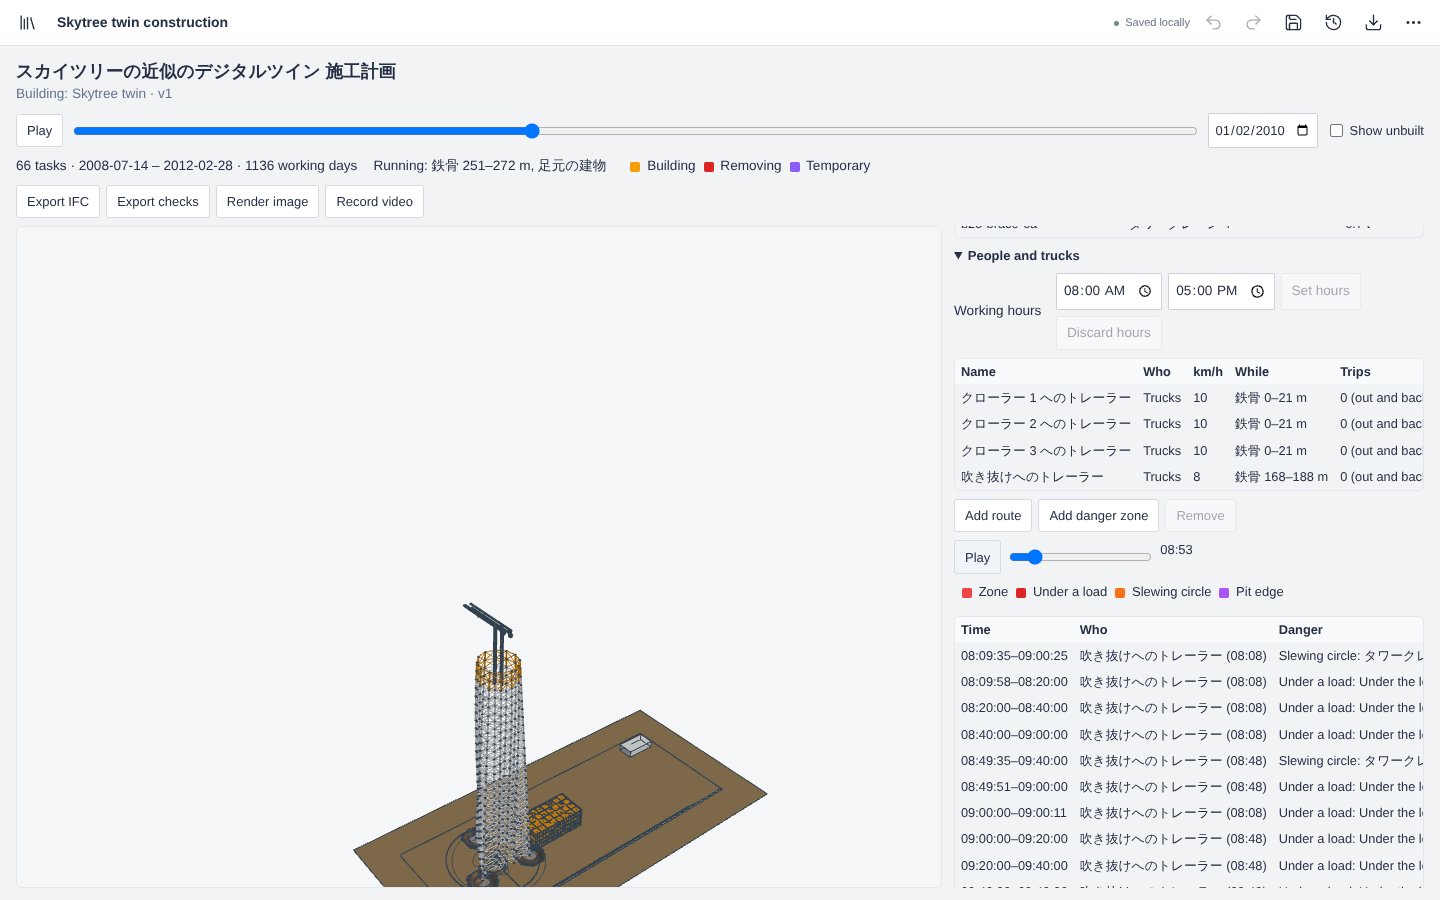 Skytree twin construction
Saved locally
スカイツリーの近似のデジタルツイン 施工計画
Building: Skytree twin · v1
Play
01/02/2010
Show unbuilt
66 tasks · 2008-07-14 – 2012-02-28 · 1136 working days Running: 鉄骨 251–272 m, 足元の建物 Building Removing Temporary
Export IFC Export checks Render image Record video
People and trucks
Working hours 08:00 AM 05:00 PM Set hours
Discard hours
Name Who km/h While Trips
クローラー 1 へのトレーラー Trucks 10 鉄骨 0–21 m 0 (out and bac
クローラー 2 へのトレーラー Trucks 10 鉄骨 0–21 m 0 (out and bac
クローラー 3 へのトレーラー Trucks 10 鉄骨 0–21 m 0 (out and bac
吹き抜けへのトレーラー Trucks 8 鉄骨 168–188 m 0 (out and bac
Add route Add danger zone Remove
Play 08:53
Zone Under a load Slewing circle Pit edge
Time Who Danger
08:09:35–09:00:25 吹き抜けへのトレーラー (08:08) Slewing circle: タワークレ
08:09:58–08:20:00 吹き抜けへのトレーラー (08:08) Under a load: Under the l
08:20:00–08:40:00 吹き抜けへのトレーラー (08:08) Under a load: Under the l
08:40:00–09:00:00 吹き抜けへのトレーラー (08:08) Under a load: Under the l
08:49:35–09:40:00 吹き抜けへのトレーラー (08:48) Slewing circle: タワークレ
08:49:51–09:00:00 吹き抜けへのトレーラー (08:48) Under a load: Under the l
09:00:00–09:00:11 吹き抜けへのトレーラー (08:08) Under a load: Under the l
09:00:00–09:20:00 吹き抜けへのトレーラー (08:48) Under a load: Under the l
09:20:00–09:40:00 吹き抜けへのトレーラー (08:48) Under a load: Under the l